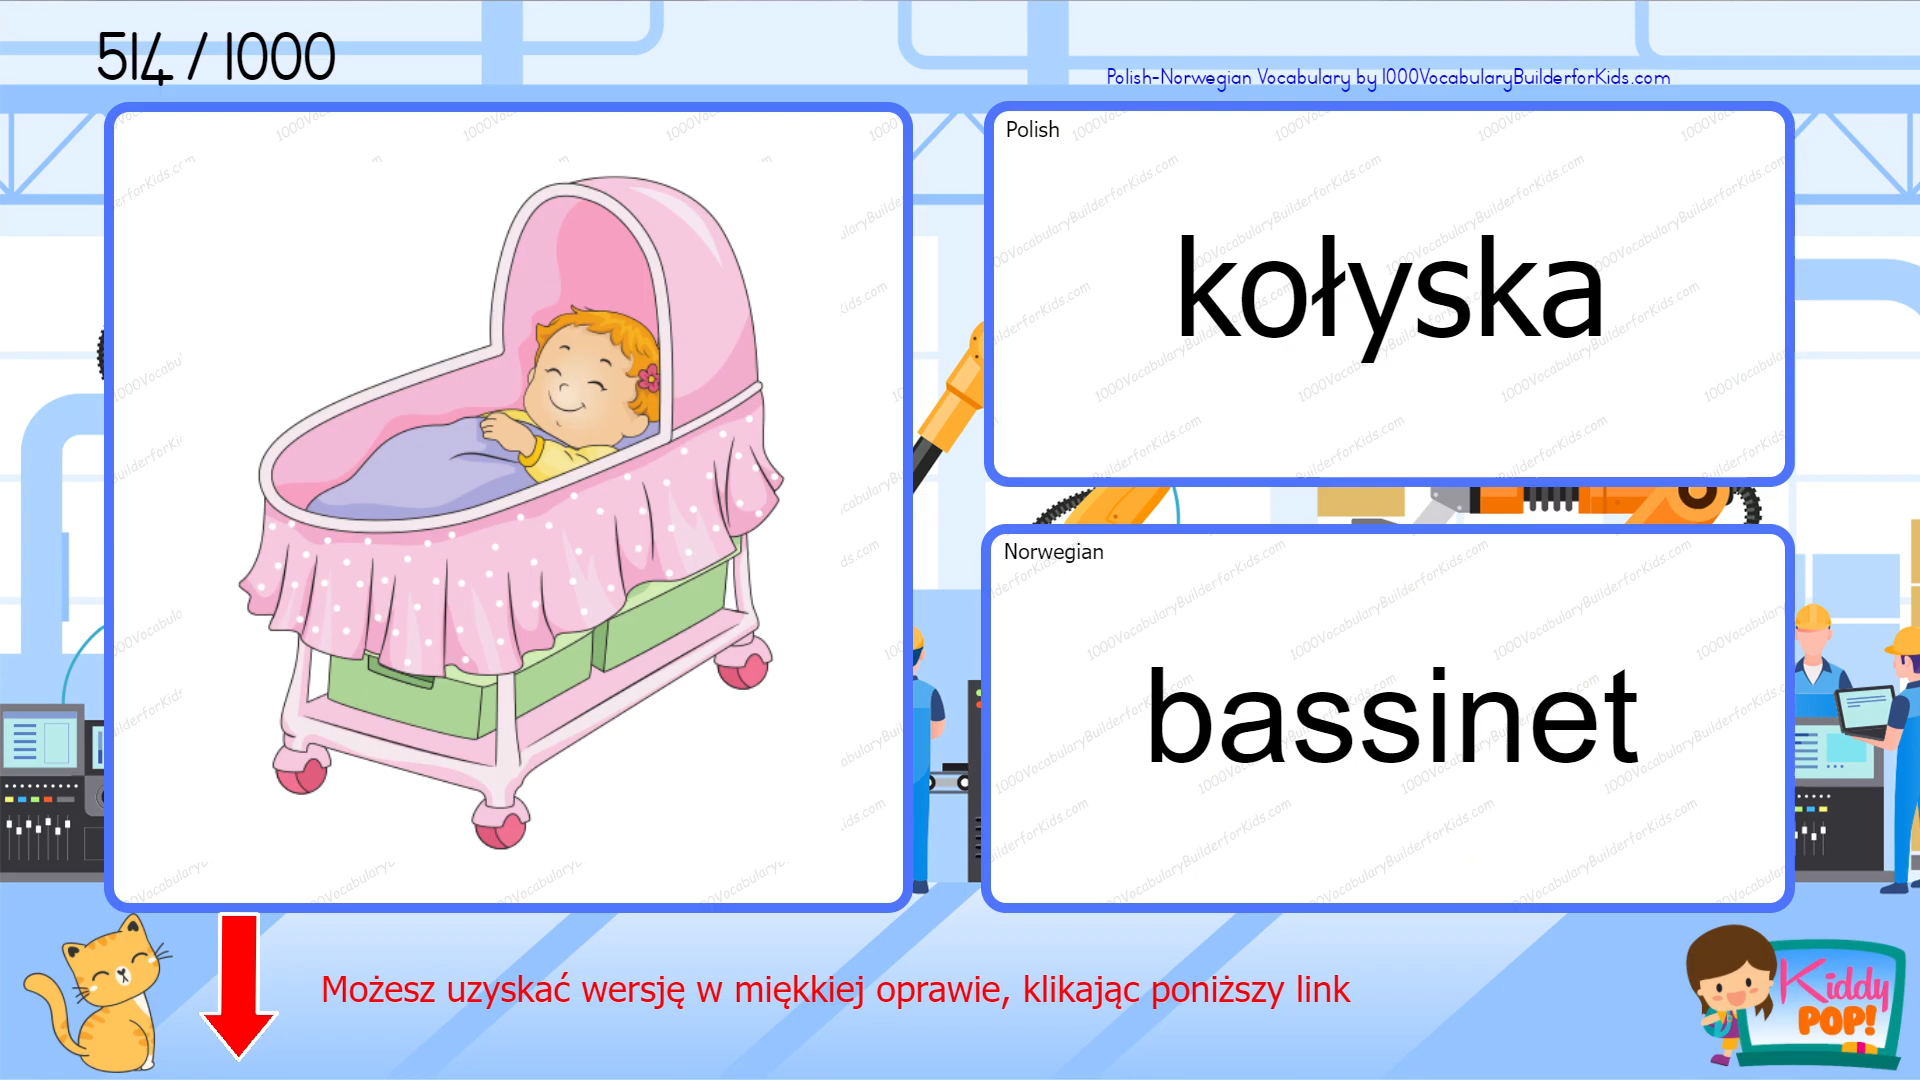 514 / 1000
Polish-Norwegian Vocabulary by 1000VocabularyBuilderforKids.com
Polish
kołyska
Norwegian
bassinet
Możesz uzyskać wersję w miękkiej oprawie, klikając poniższy link
Kiddy
POP!